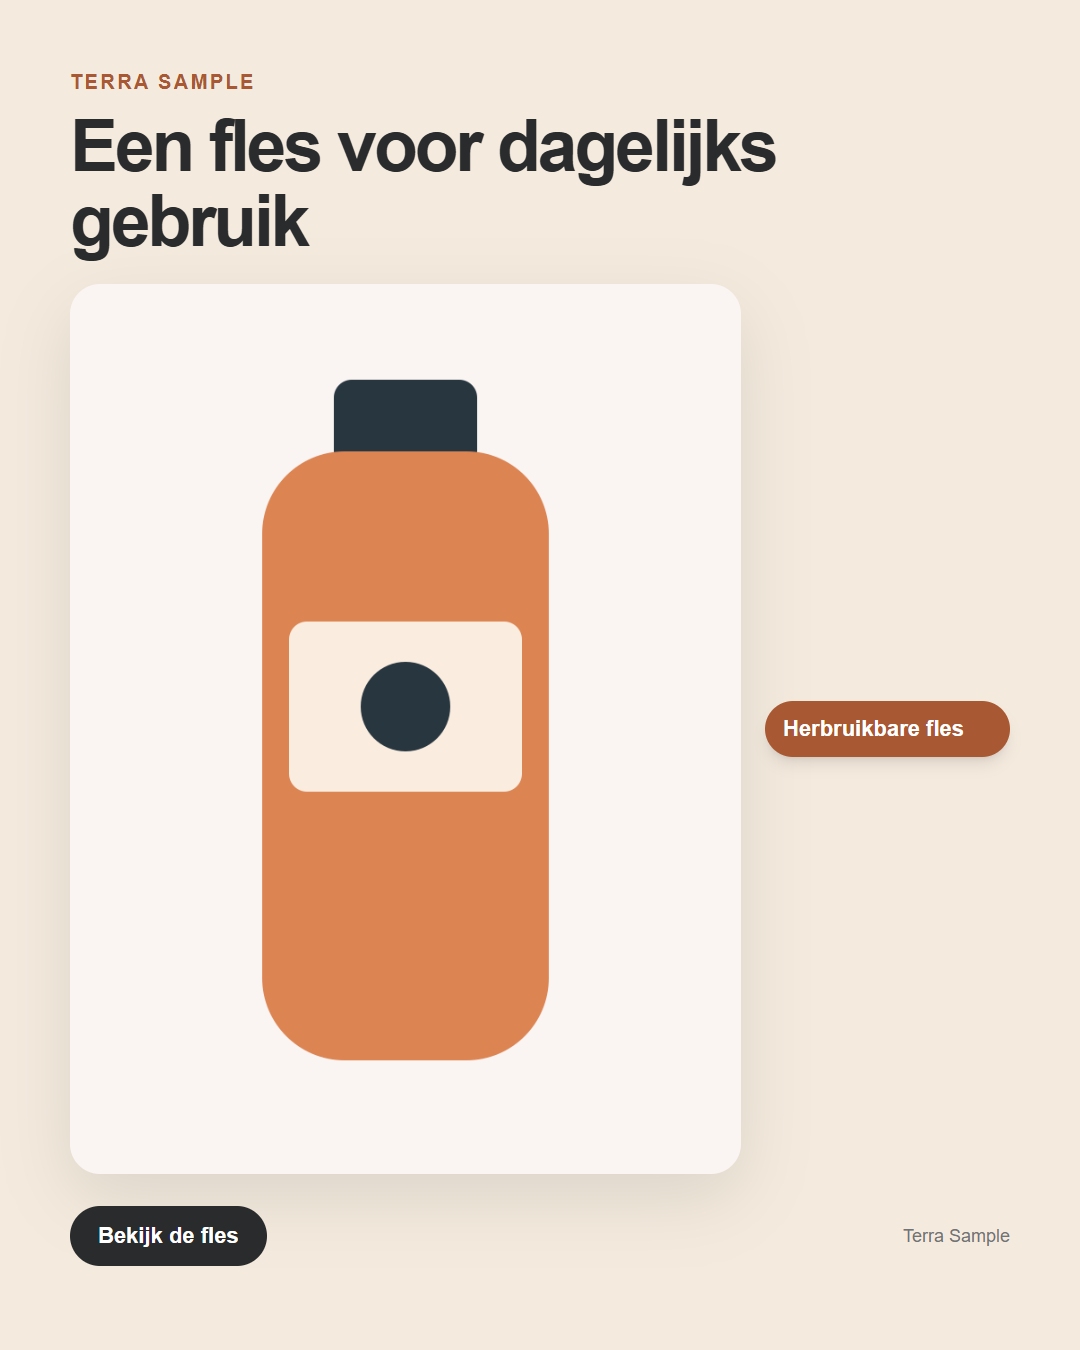 TERRA SAMPLE
Een fles voor dagelijks
gebruik
Herbruikbare fles
Bekijk de fles
Terra Sample